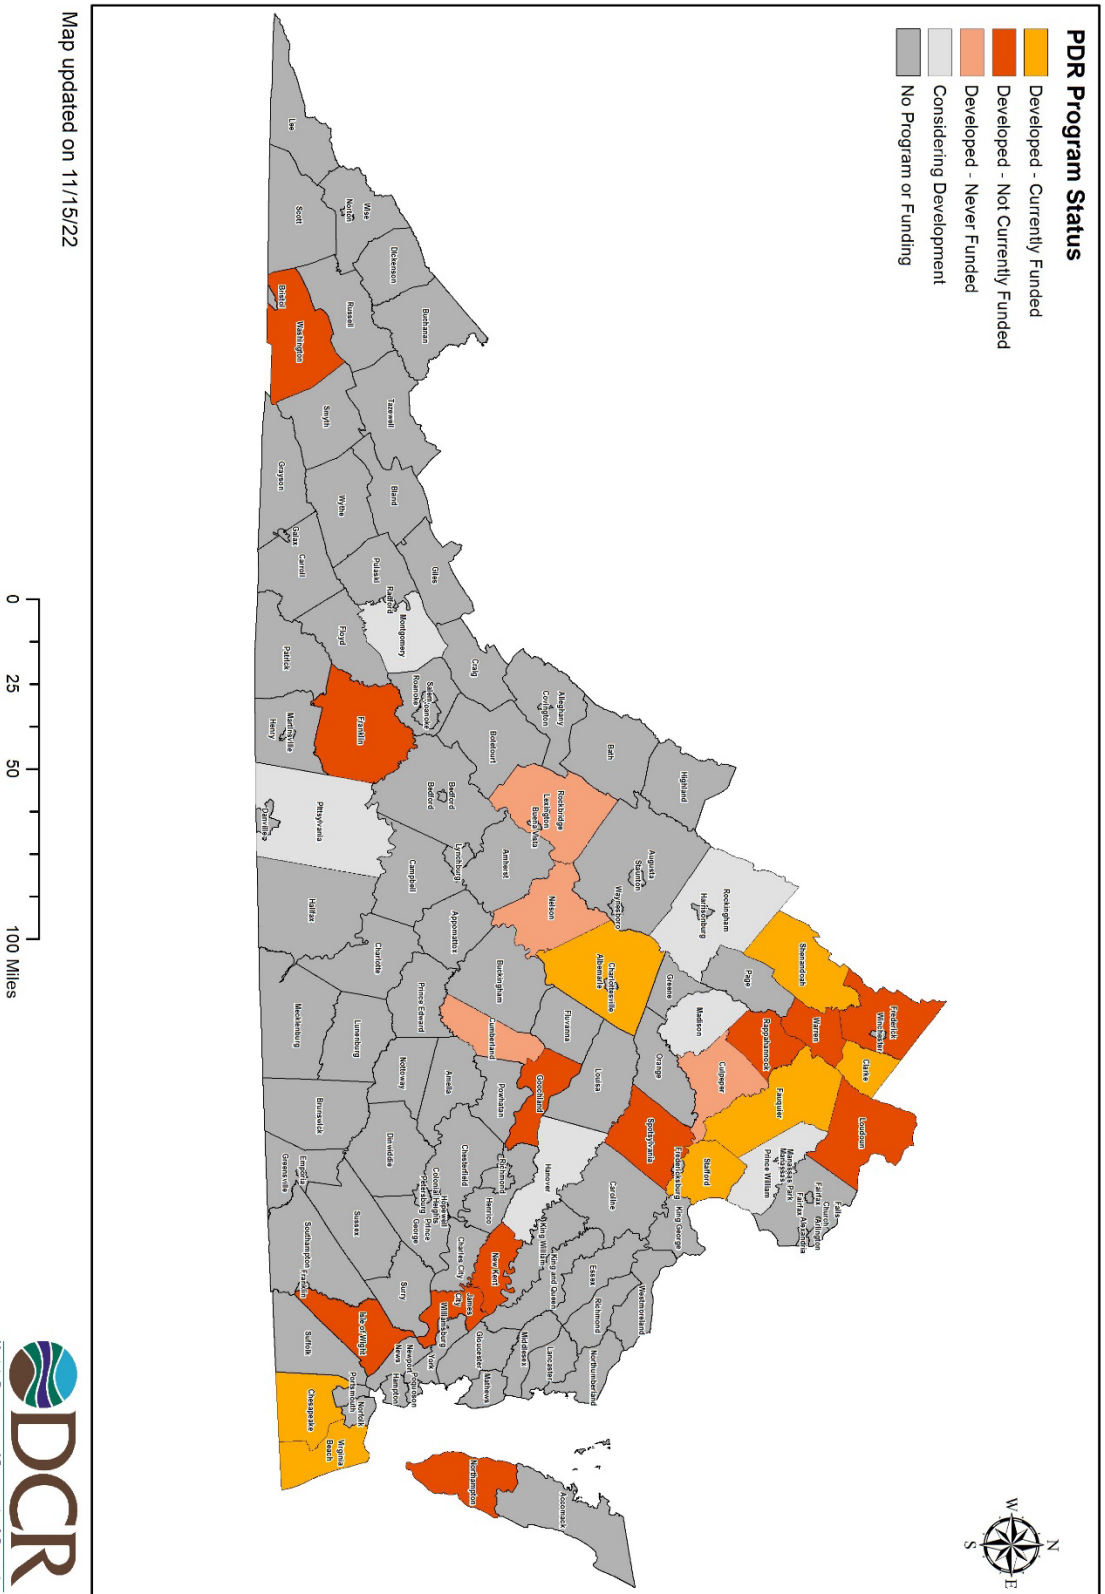 PDR Program Status
Developed - Currently Funded
Developed - Not Currently Funded
Developed - Never Funded
Considering Development
No Program or Funding
N
W
E
S
Frederick
Winchester
Clarke
Loudoun
Shenandoah
Warren
Fauquier
Rappahannock
Falls
Church
Arlington
Fairfax
Fairfax Alexandria
Manassas Park
Manassas
Prince William
Rockingham
Harrisonburg
Page
Culpeper
Stafford
Highland
Madison
Greene
Orange
Fredericksburg
King George
Spotsylvania
Augusta
Staunton
Waynesboro
Bath
Westmoreland
Charlottesville
Albemarle
Louisa
Caroline
Essex
Richmond
Northumberland
Alleghany
Covington
Rockbridge
Lexington
Buena Vista
Nelson
Fluvanna
Hanover
King William
King and Queen
Lancaster
Middlesex
Accomack
Goochland
Amherst
Buckingham
Cumberland
Powhatan
Richmond
Henrico
New Kent
Gloucester
Mathews
Northampton
Botetourt
Craig
Buchanan
Giles
Bedford
Bedford
Lynchburg
Appomattox
Amelia
Chesterfield
Charles City
James
City
Williamsburg
York
Hopewell
Colonial Heights
Petersburg
Prince
George
Salem
Roanoke
Roanoke
Campbell
Prince Edward
Nottoway
Dinwiddie
Surry
Newport
News
Poquoson
Hampton
Dickenson
Tazewell
Bland
Montgomery
Radford
Pulaski
Wise
Norton
Russell
Wythe
Floyd
Franklin
Charlotte
Lunenburg
Sussex
Isle of Wight
Norfolk
Portsmouth
Smyth
Pittsylvania
Halifax
Mecklenburg
Brunswick
Emporia
Greensville
Southampton
Franklin
Suffolk
Chesapeake
Virginia
Beach
Lee
Scott
Bristol
Washington
Grayson
Galax
Carroll
Patrick
Martinsville
Henry
Danville
0
25
50
100 Miles
Map updated on 11/15/22
DCR